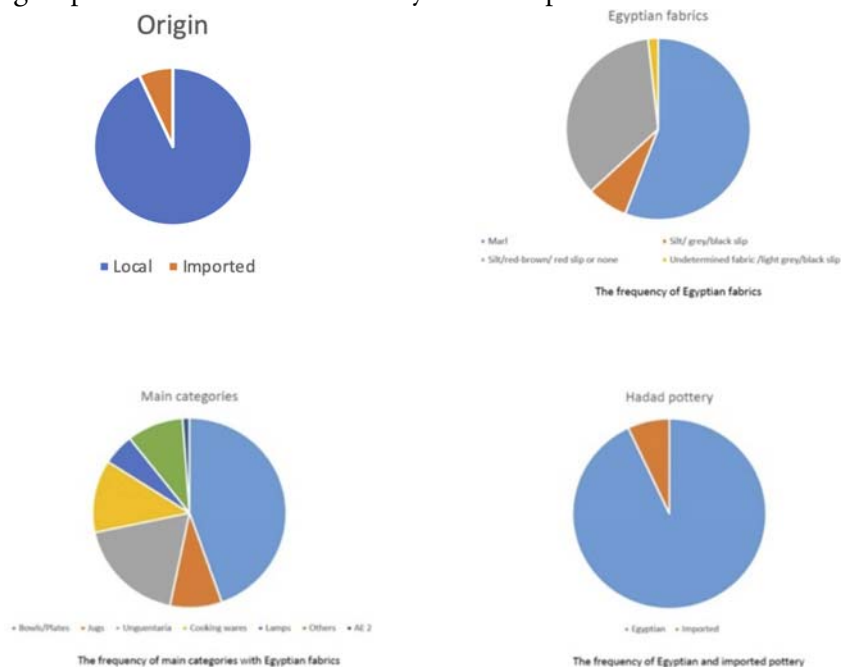 Origin
Local Imported
Egyptian fabrics
Marl Silt/ grey/black slip
Silt/red-brown/ red slip or none Undetermined fabric /light grey/black slip
The frequency of Egyptian fabrics
Main categories
Bowls/Plates Jugs Unguentaria Cooking wares Lamps Others AE 2
The frequency of main categories with Egyptian fabrics
Hadad pottery
Egyptian Imported
The frequency of Egyptian and imported pottery